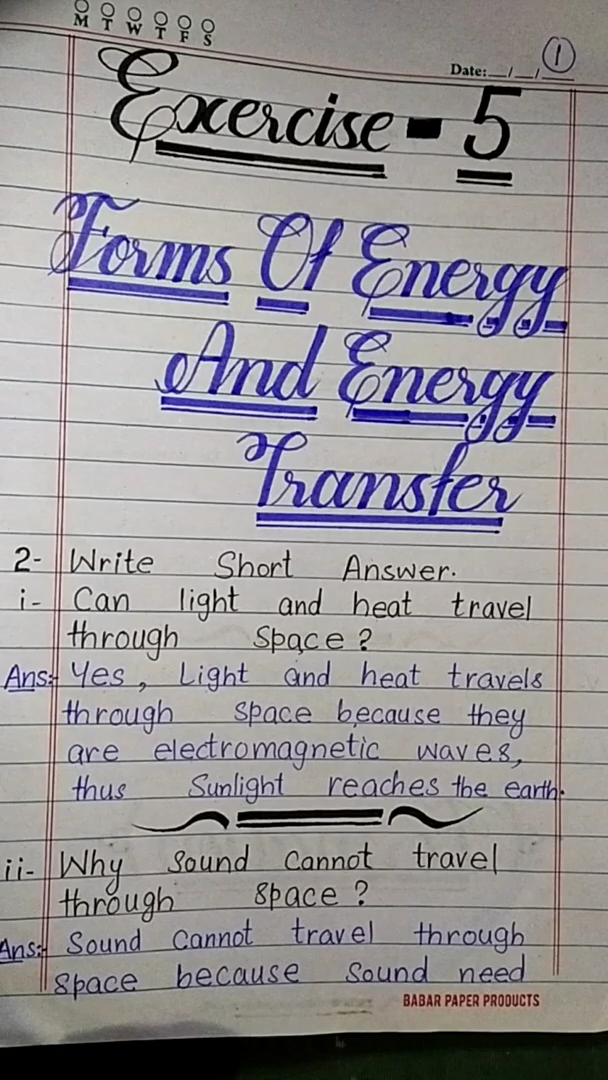 M T W T F S
Date:__/__/__ 1
Exercise - 5
Forms Of Energy
And Energy
Transfer
2- Write Short Answer.
i- Can light and heat travel
through space?
Ans:- Yes, Light and heat travels
through space because they
are electromagnetic waves,
thus Sunlight reaches the earth.
ii- Why sound cannot travel
through space?
Ans:- Sound cannot travel through
space because sound need
BABAR PAPER PRODUCTS